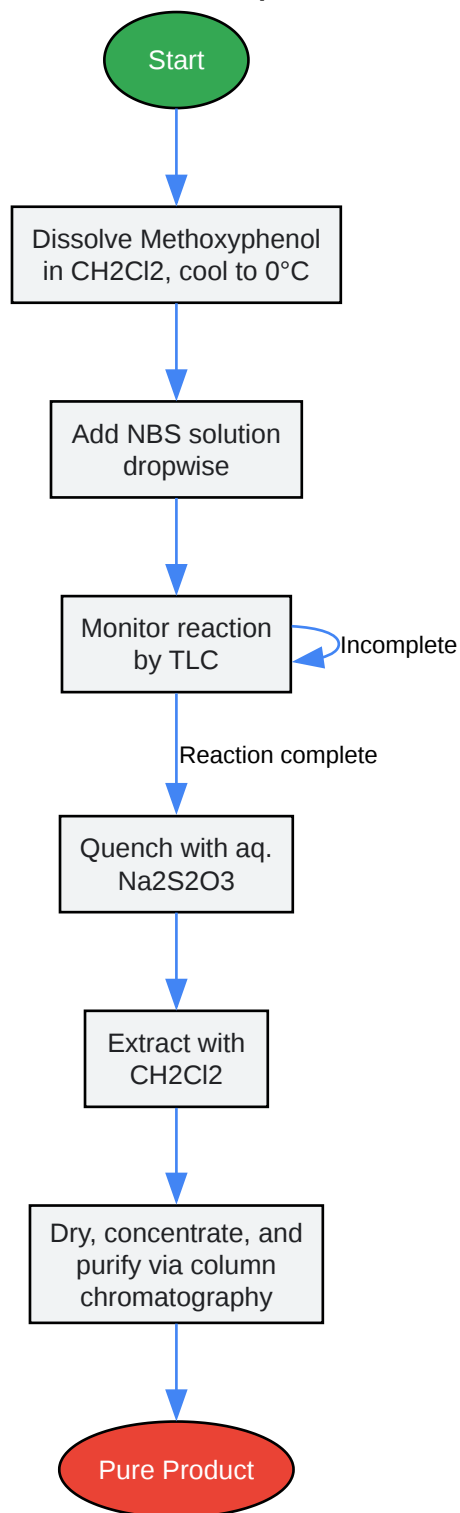 Start
Dissolve Methoxyphenol
in CH2Cl2, cool to 0°C
Add NBS solution
dropwise
Monitor reaction
by TLC
Incomplete
Reaction complete
Quench with aq.
Na2S2O3
Extract with
CH2Cl2
Dry, concentrate, and
purify via column
chromatography
Pure Product